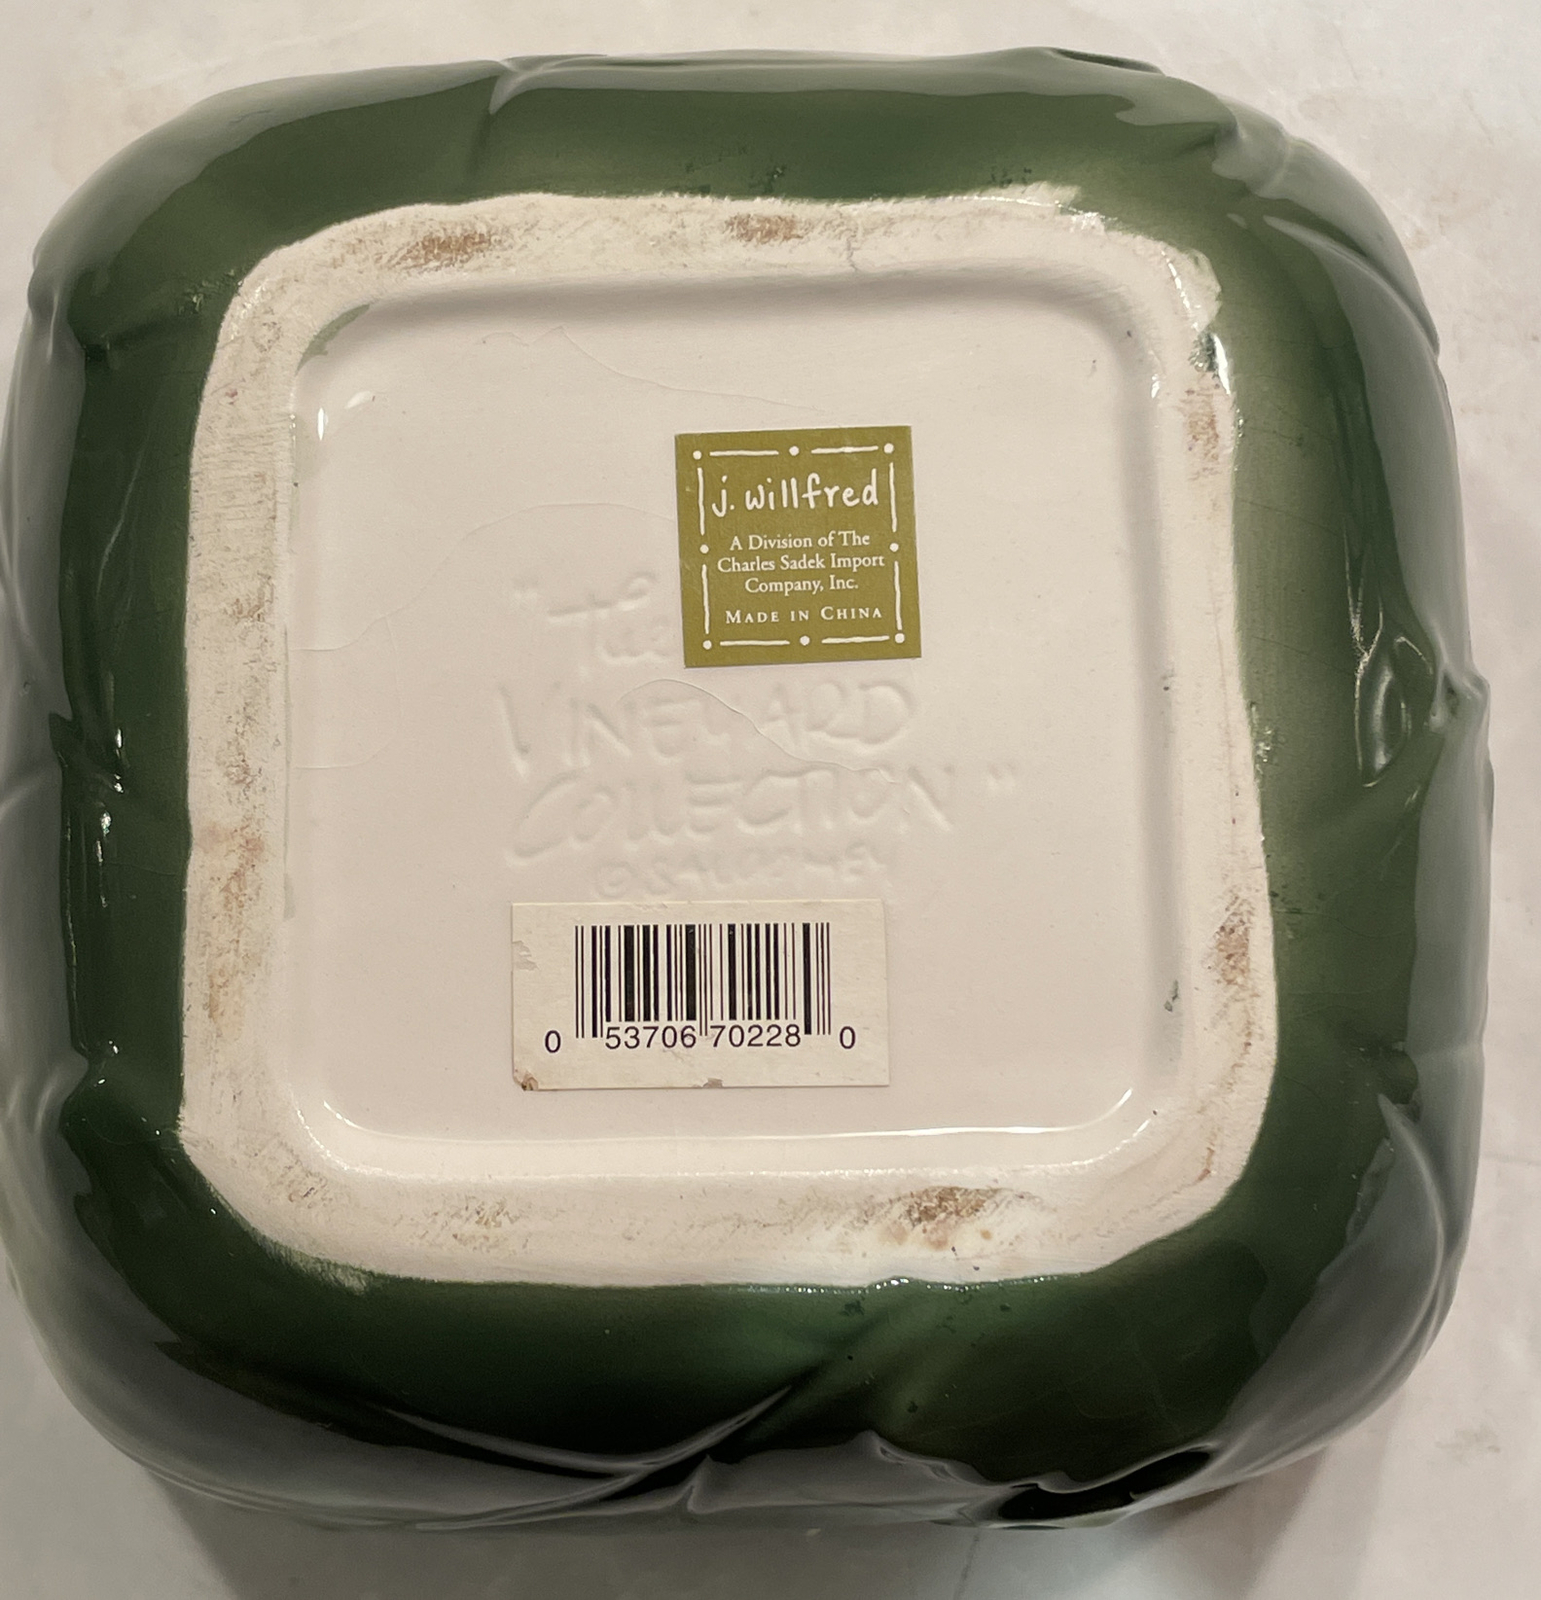 j. willfred
A Division of The
Charles Sadek Import
Company, Inc.
MADE IN CHINA
"The
VINEYARD
COLLECTION"
0 53706 70228 0